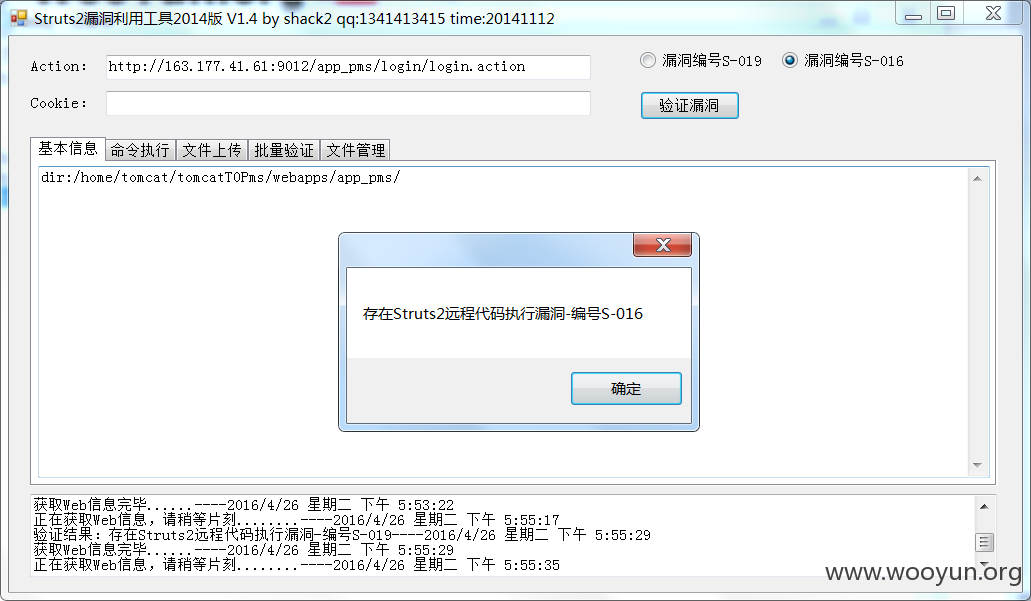 Struts2漏洞利用工具2014版 V1.4 by shack2 qq:1341413415 time:20141112
Action: http://163.177.41.61:9012/app_pms/login/login.action 漏洞编号S-019 漏洞编号S-016
Cookie: 验证漏洞
基本信息 命令执行 文件上传 批量验证 文件管理
dir:/home/tomcat/tomcatTOPms/webapps/app_pms/
存在Struts2远程代码执行漏洞-编号S-016
确定
获取Web信息完毕......----2016/4/26 星期二 下午 5:53:22
正在获取Web信息，请稍等片刻........----2016/4/26 星期二 下午 5:55:17
验证结果：存在Struts2远程代码执行漏洞-编号S-019----2016/4/26 星期二 下午 5:55:29
获取Web信息完毕......----2016/4/26 星期二 下午 5:55:29
正在获取Web信息，请稍等片刻........----2016/4/26 星期二 下午 5:55:35
www.wooyun.org